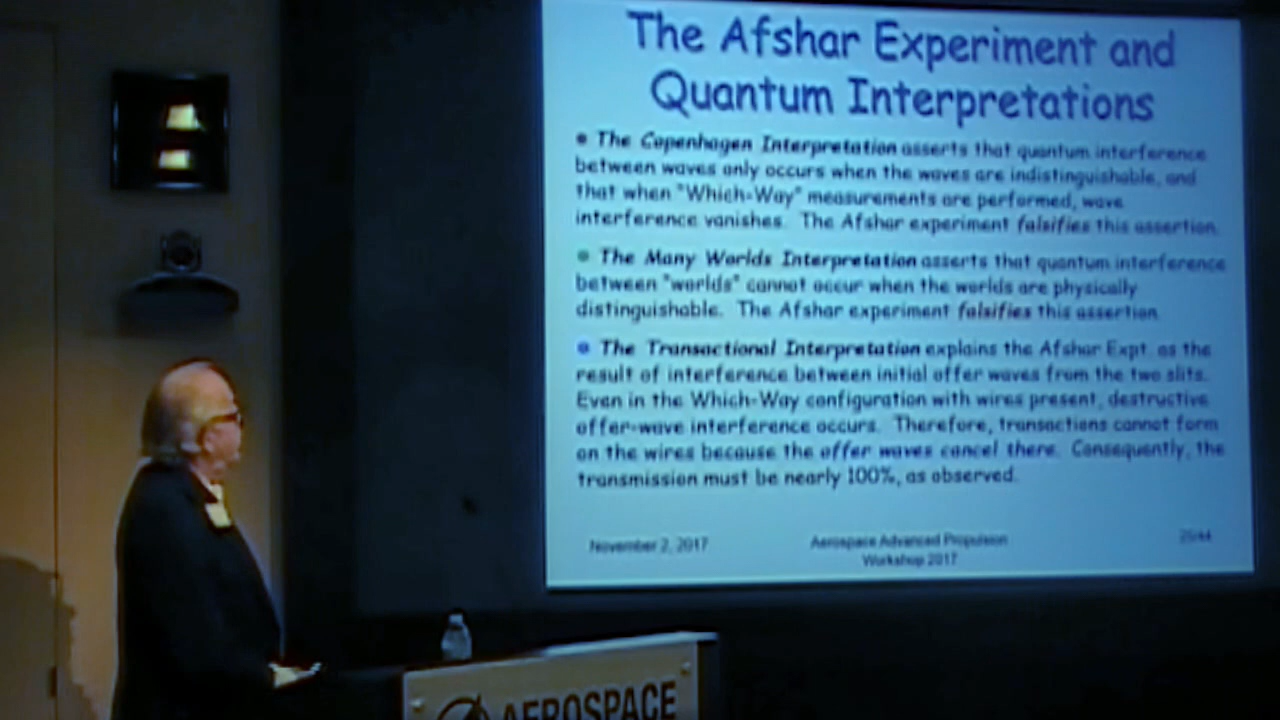 The Afshar Experiment and
Quantum Interpretations
• The Copenhagen Interpretation asserts that quantum interference
between waves only occurs when the waves are indistinguishable, and
that when "Which-Way" measurements are performed, wave
interference vanishes. The Afshar experiment falsifies this assertion.
• The Many Worlds Interpretation asserts that quantum interference
between "worlds" cannot occur when the worlds are physically
distinguishable. The Afshar experiment falsifies this assertion.
• The Transactional Interpretation explains the Afshar Expt. as the
result of interference between initial offer waves from the two slits.
Even in the Which-Way configuration with wires present, destructive
offer-wave interference occurs. Therefore, transactions cannot form
on the wires because the offer waves cancel there. Consequently, the
transmission must be nearly 100%, as observed.
November 2, 2017
Aerospace Advanced Propulsion
Workshop 2017
AEROSPACE